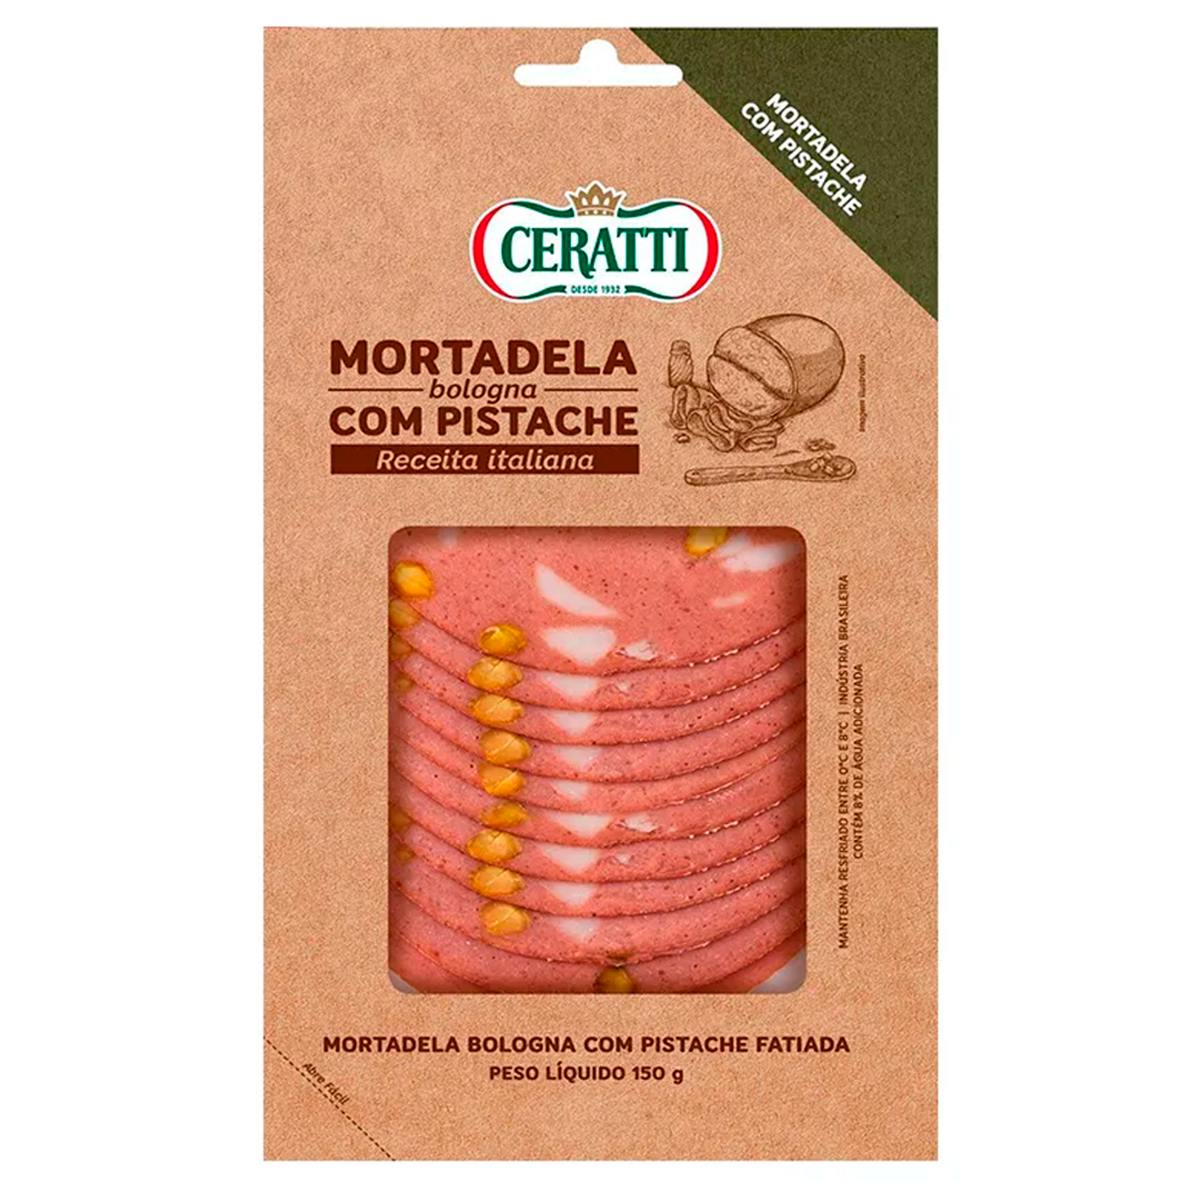 MORTADELA
COM PISTACHE
CERATTI
DESDE 1932
MORTADELA
bologna
COM PISTACHE
Receita italiana
Imagem ilustrativa
MANTENHA RESFRIADO ENTRE 0°C E 8°C | INDÚSTRIA BRASILEIRA
CONTÉM 8% DE ÁGUA ADICIONADA
MORTADELA BOLOGNA COM PISTACHE FATIADA
PESO LÍQUIDO 150 g
Abre Fácil